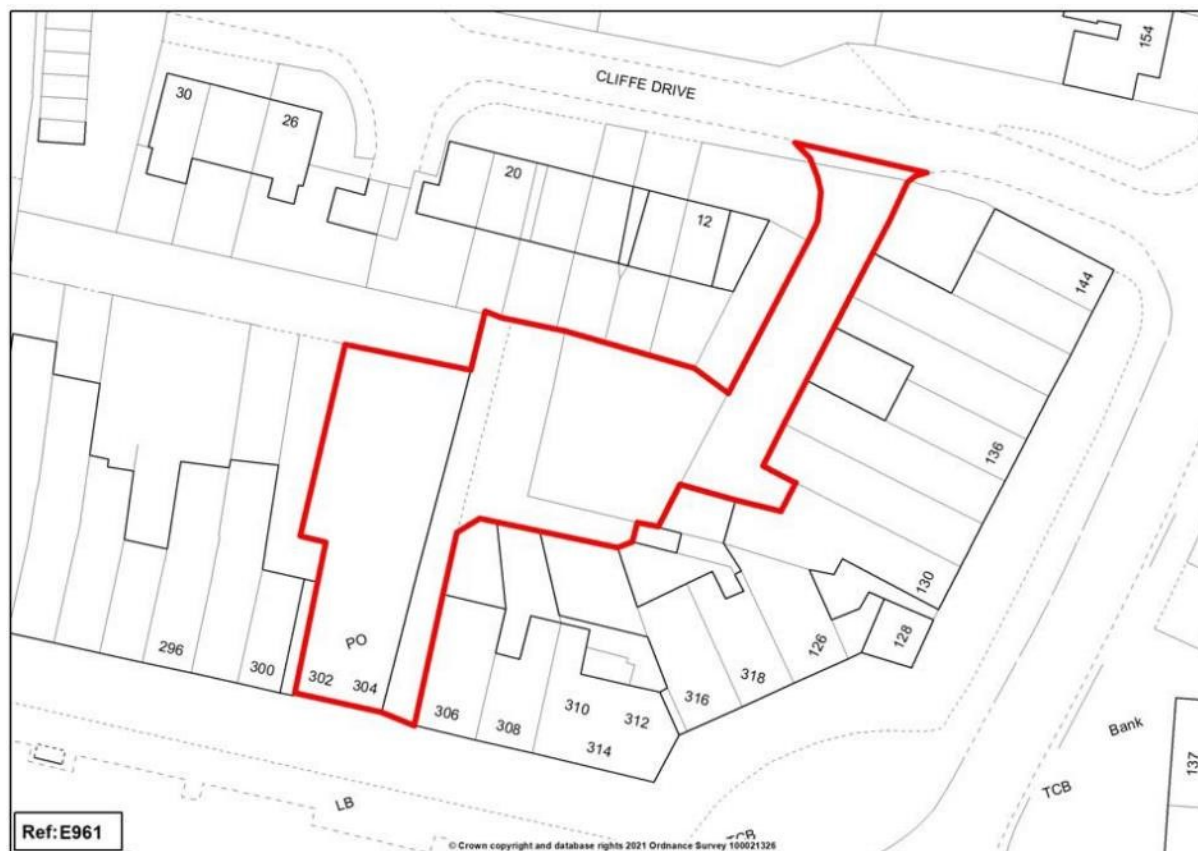 154
CLIFFE DRIVE
30
26
20
12
144
136
130
128
126
PO
296
300
302
304
306
308
310
312
314
316
318
Bank
137
TCB
LB
TCB
Ref:E961
© Crown copyright and database rights 2021 Ordnance Survey 100021326